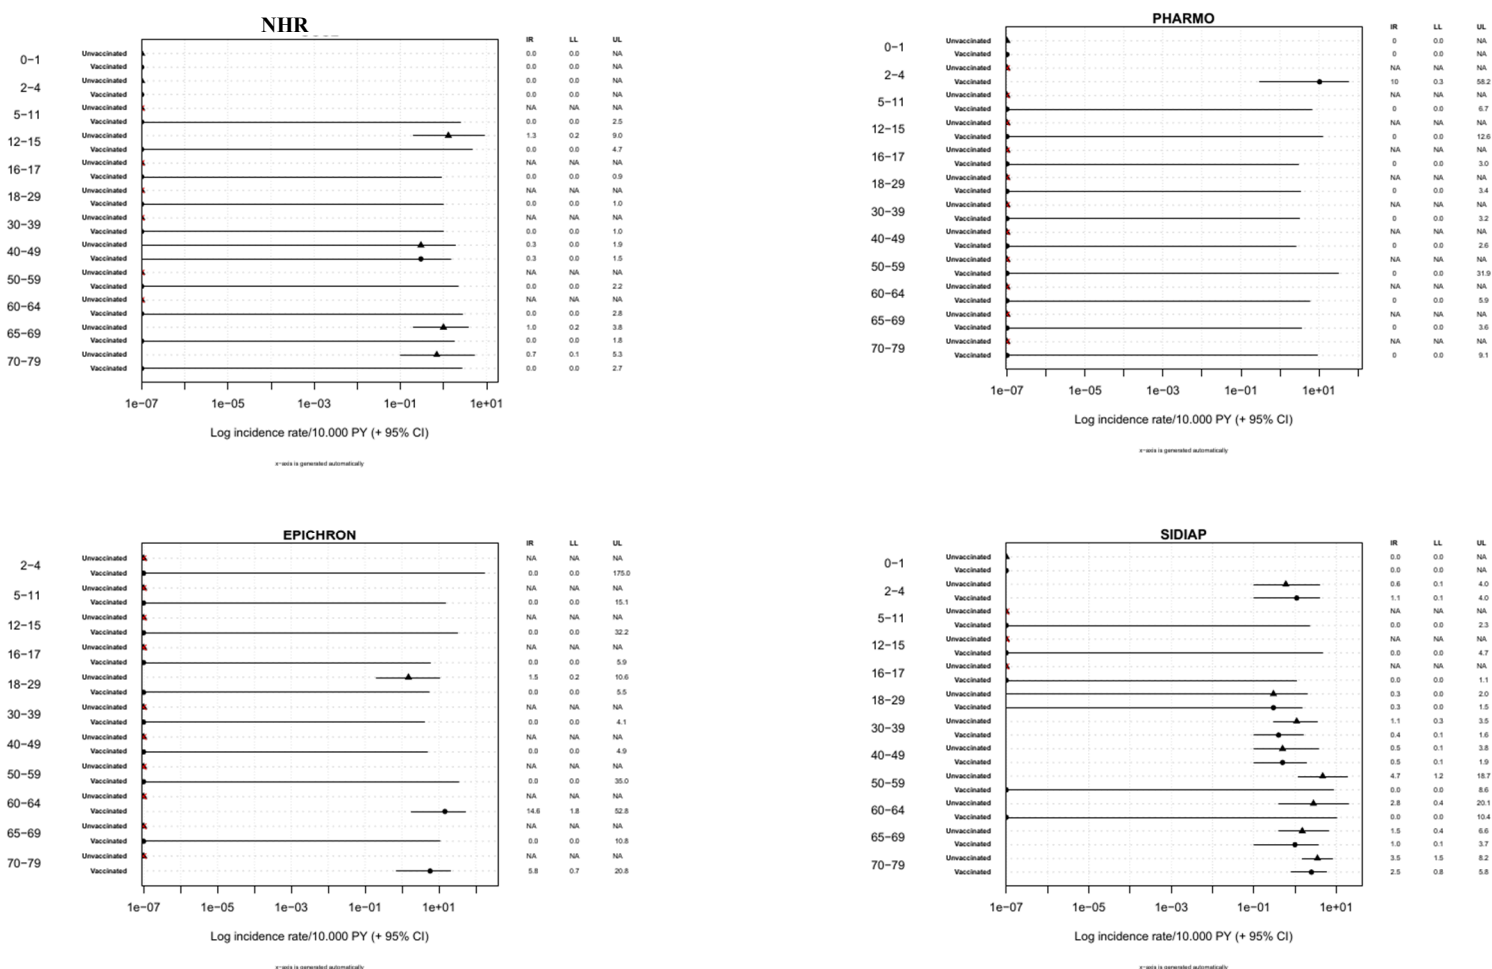 NHR
IR LL UL
0−1
Unvaccinated 0.0 0.0 NA
Vaccinated 0.0 0.0 NA
2−4
Unvaccinated 0.0 0.0 NA
Vaccinated 0.0 0.0 NA
5−11
Unvaccinated NA NA NA
Vaccinated 0.0 0.0 2.5
12−15
Unvaccinated 1.3 0.2 9.0
Vaccinated 0.0 0.0 4.7
16−17
Unvaccinated NA NA NA
Vaccinated 0.0 0.0 0.9
18−29
Unvaccinated NA NA NA
Vaccinated 0.0 0.0 1.0
30−39
Unvaccinated NA NA NA
Vaccinated 0.0 0.0 1.0
40−49
Unvaccinated 0.3 0.0 1.9
Vaccinated 0.3 0.0 1.5
50−59
Unvaccinated NA NA NA
Vaccinated 0.0 0.0 2.2
60−64
Unvaccinated NA NA NA
Vaccinated 0.0 0.0 2.8
65−69
Unvaccinated 1.0 0.2 3.8
Vaccinated 0.0 0.0 1.8
70−79
Unvaccinated 0.7 0.1 5.3
Vaccinated 0.0 0.0 2.7
1e−07 1e−05 1e−03 1e−01 1e+01
Log incidence rate/10.000 PY (+ 95% CI)
x−axis is generated automatically
PHARMO
IR LL UL
0−1
Unvaccinated 0 0.0 NA
Vaccinated 0 0.0 NA
2−4
Unvaccinated NA NA NA
Vaccinated 10 0.3 58.2
5−11
Unvaccinated NA NA NA
Vaccinated 0 0.0 6.7
12−15
Unvaccinated NA NA NA
Vaccinated 0 0.0 12.6
16−17
Unvaccinated NA NA NA
Vaccinated 0 0.0 3.0
18−29
Unvaccinated NA NA NA
Vaccinated 0 0.0 3.4
30−39
Unvaccinated NA NA NA
Vaccinated 0 0.0 3.2
40−49
Unvaccinated NA NA NA
Vaccinated 0 0.0 2.6
50−59
Unvaccinated NA NA NA
Vaccinated 0 0.0 31.9
60−64
Unvaccinated NA NA NA
Vaccinated 0 0.0 5.9
65−69
Unvaccinated NA NA NA
Vaccinated 0 0.0 3.6
70−79
Unvaccinated NA NA NA
Vaccinated 0 0.0 9.1
1e−07 1e−05 1e−03 1e−01 1e+01
Log incidence rate/10.000 PY (+ 95% CI)
x−axis is generated automatically
EPICHRON
IR LL UL
2−4
Unvaccinated NA NA NA
Vaccinated 0.0 0.0 175.0
5−11
Unvaccinated NA NA NA
Vaccinated 0.0 0.0 15.1
12−15
Unvaccinated NA NA NA
Vaccinated 0.0 0.0 32.2
16−17
Unvaccinated NA NA NA
Vaccinated 0.0 0.0 5.9
18−29
Unvaccinated 1.5 0.2 10.6
Vaccinated 0.0 0.0 5.5
30−39
Unvaccinated NA NA NA
Vaccinated 0.0 0.0 4.1
40−49
Unvaccinated NA NA NA
Vaccinated 0.0 0.0 4.9
50−59
Unvaccinated NA NA NA
Vaccinated 0.0 0.0 35.0
60−64
Unvaccinated NA NA NA
Vaccinated 14.6 1.8 52.8
65−69
Unvaccinated NA NA NA
Vaccinated 0.0 0.0 10.8
70−79
Unvaccinated NA NA NA
Vaccinated 5.8 0.7 20.8
1e−07 1e−05 1e−03 1e−01 1e+01
Log incidence rate/10.000 PY (+ 95% CI)
x−axis is generated automatically
SIDIAP
IR LL UL
0−1
Unvaccinated 0.0 0.0 NA
Vaccinated 0.0 0.0 NA
2−4
Unvaccinated 0.6 0.1 4.0
Vaccinated 1.1 0.1 4.0
5−11
Unvaccinated NA NA NA
Vaccinated 0.0 0.0 2.3
12−15
Unvaccinated NA NA NA
Vaccinated 0.0 0.0 4.7
16−17
Unvaccinated NA NA NA
Vaccinated 0.0 0.0 1.1
18−29
Unvaccinated 0.3 0.0 2.0
Vaccinated 0.3 0.0 1.5
30−39
Unvaccinated 1.1 0.3 3.5
Vaccinated 0.4 0.1 1.6
40−49
Unvaccinated 0.5 0.1 3.8
Vaccinated 0.5 0.1 1.9
50−59
Unvaccinated 4.7 1.2 18.7
Vaccinated 0.0 0.0 8.6
60−64
Unvaccinated 2.8 0.4 20.1
Vaccinated 0.0 0.0 10.4
65−69
Unvaccinated 1.5 0.4 6.6
Vaccinated 1.0 0.1 3.7
70−79
Unvaccinated 3.5 1.5 8.2
Vaccinated 2.5 0.8 5.8
1e−07 1e−05 1e−03 1e−01 1e+01
Log incidence rate/10.000 PY (+ 95% CI)
x−axis is generated automatically